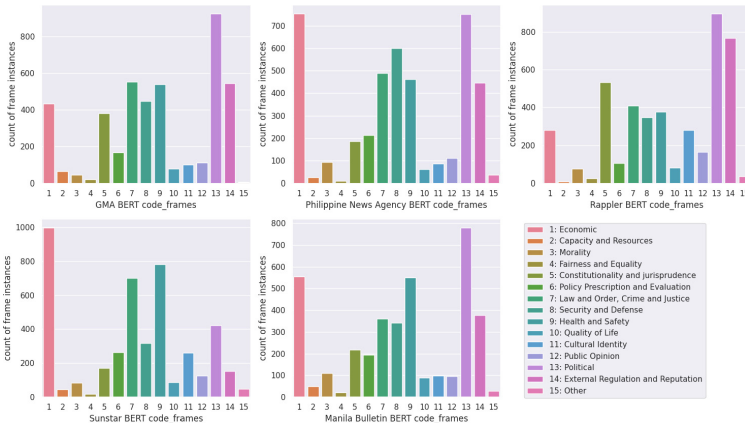 count of frame instances
800
600
400
200
0
1 2 3 4 5 6 7 8 9 10 11 12 13 14 15
GMA BERT code_frames
count of frame instances
700
600
500
400
300
200
100
0
1 2 3 4 5 6 7 8 9 10 11 12 13 14 15
Philippine News Agency BERT code_frames
count of frame instances
800
600
400
200
0
1 2 3 4 5 6 7 8 9 10 11 12 13 14 15
Rappler BERT code_frames
count of frame instances
1000
800
600
400
200
0
1 2 3 4 5 6 7 8 9 10 11 12 13 14 15
Sunstar BERT code_frames
count of frame instances
800
700
600
500
400
300
200
100
0
1 2 3 4 5 6 7 8 9 10 11 12 13 14 15
Manila Bulletin BERT code_frames
1: Economic
2: Capacity and Resources
3: Morality
4: Fairness and Equality
5: Constitutionality and jurisprudence
6: Policy Prescription and Evaluation
7: Law and Order, Crime and Justice
8: Security and Defense
9: Health and Safety
10: Quality of Life
11: Cultural Identity
12: Public Opinion
13: Political
14: External Regulation and Reputation
15: Other